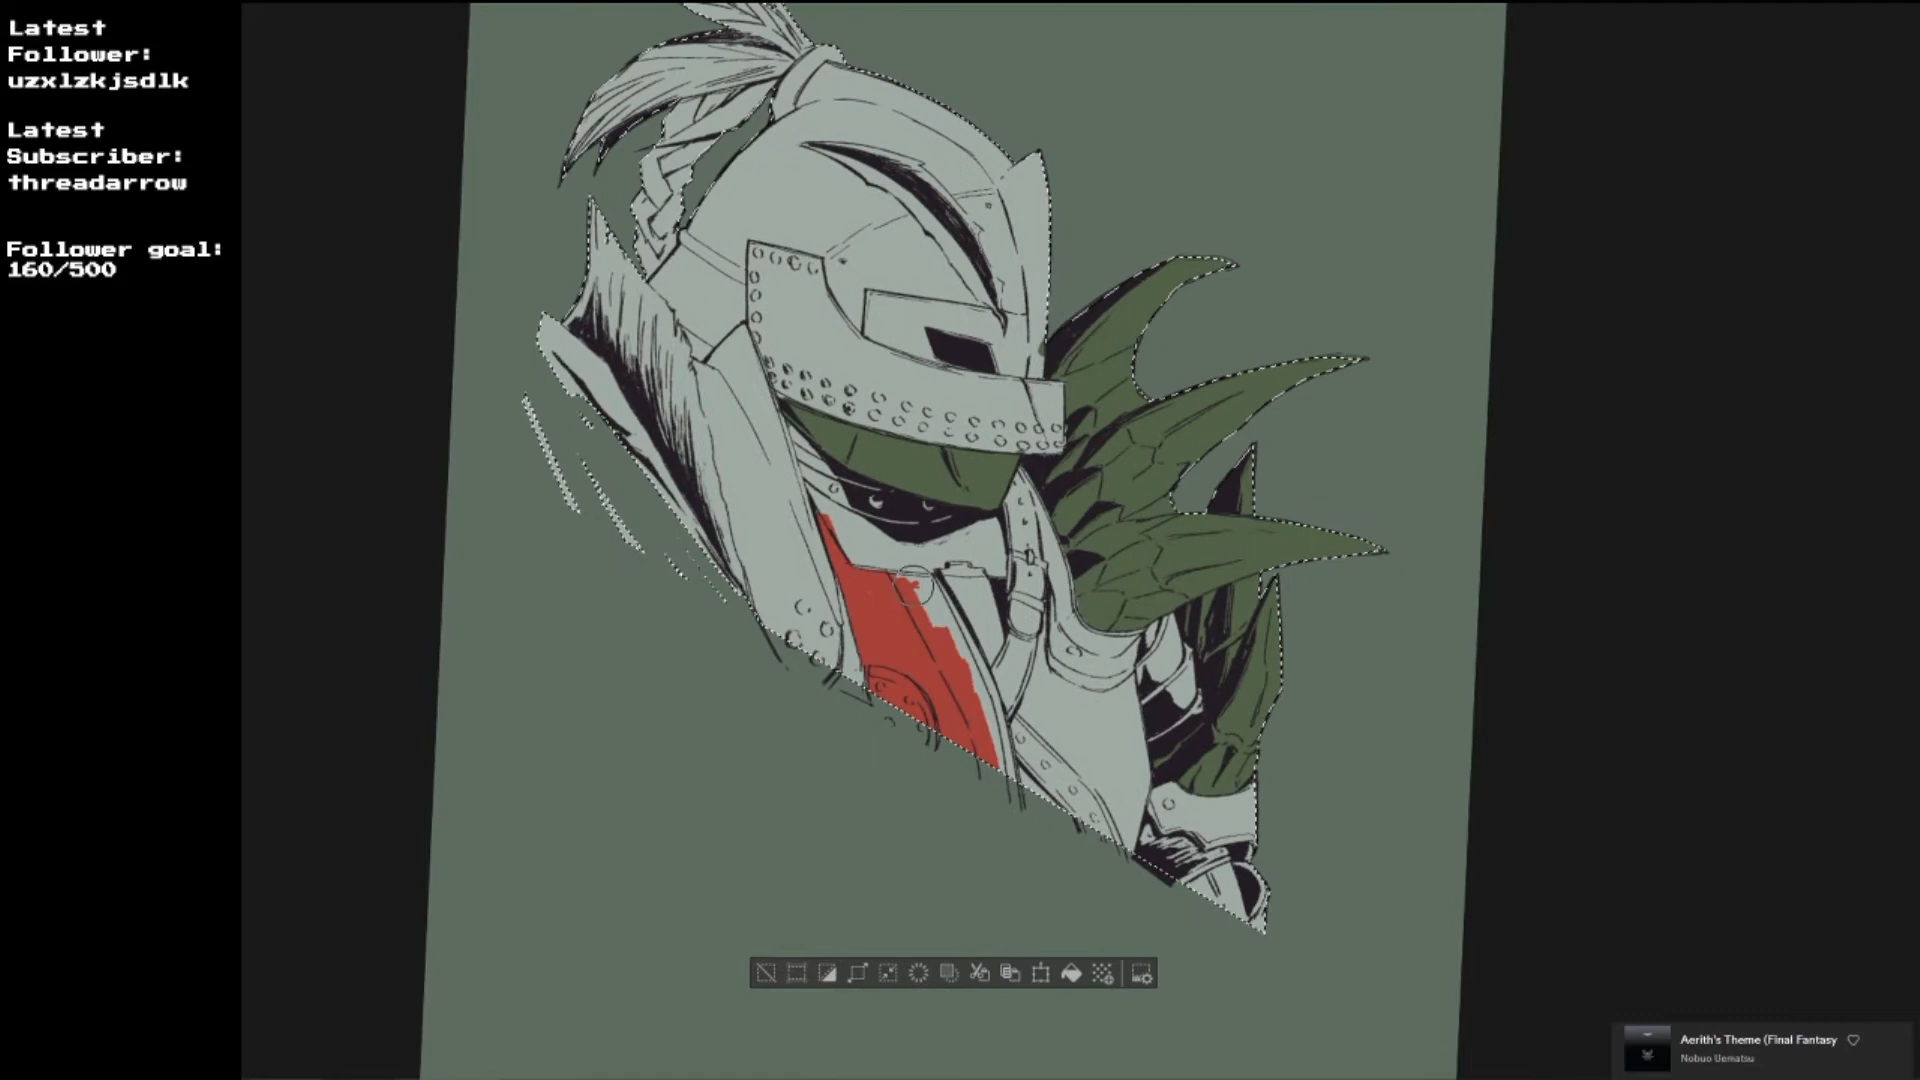 Latest
Follower:
uzxlzkjsdlk
Latest
Subscriber:
threadarrow
Follower goal:
160/500
Aerith's Theme (Final Fantasy
Nobuo Uematsu